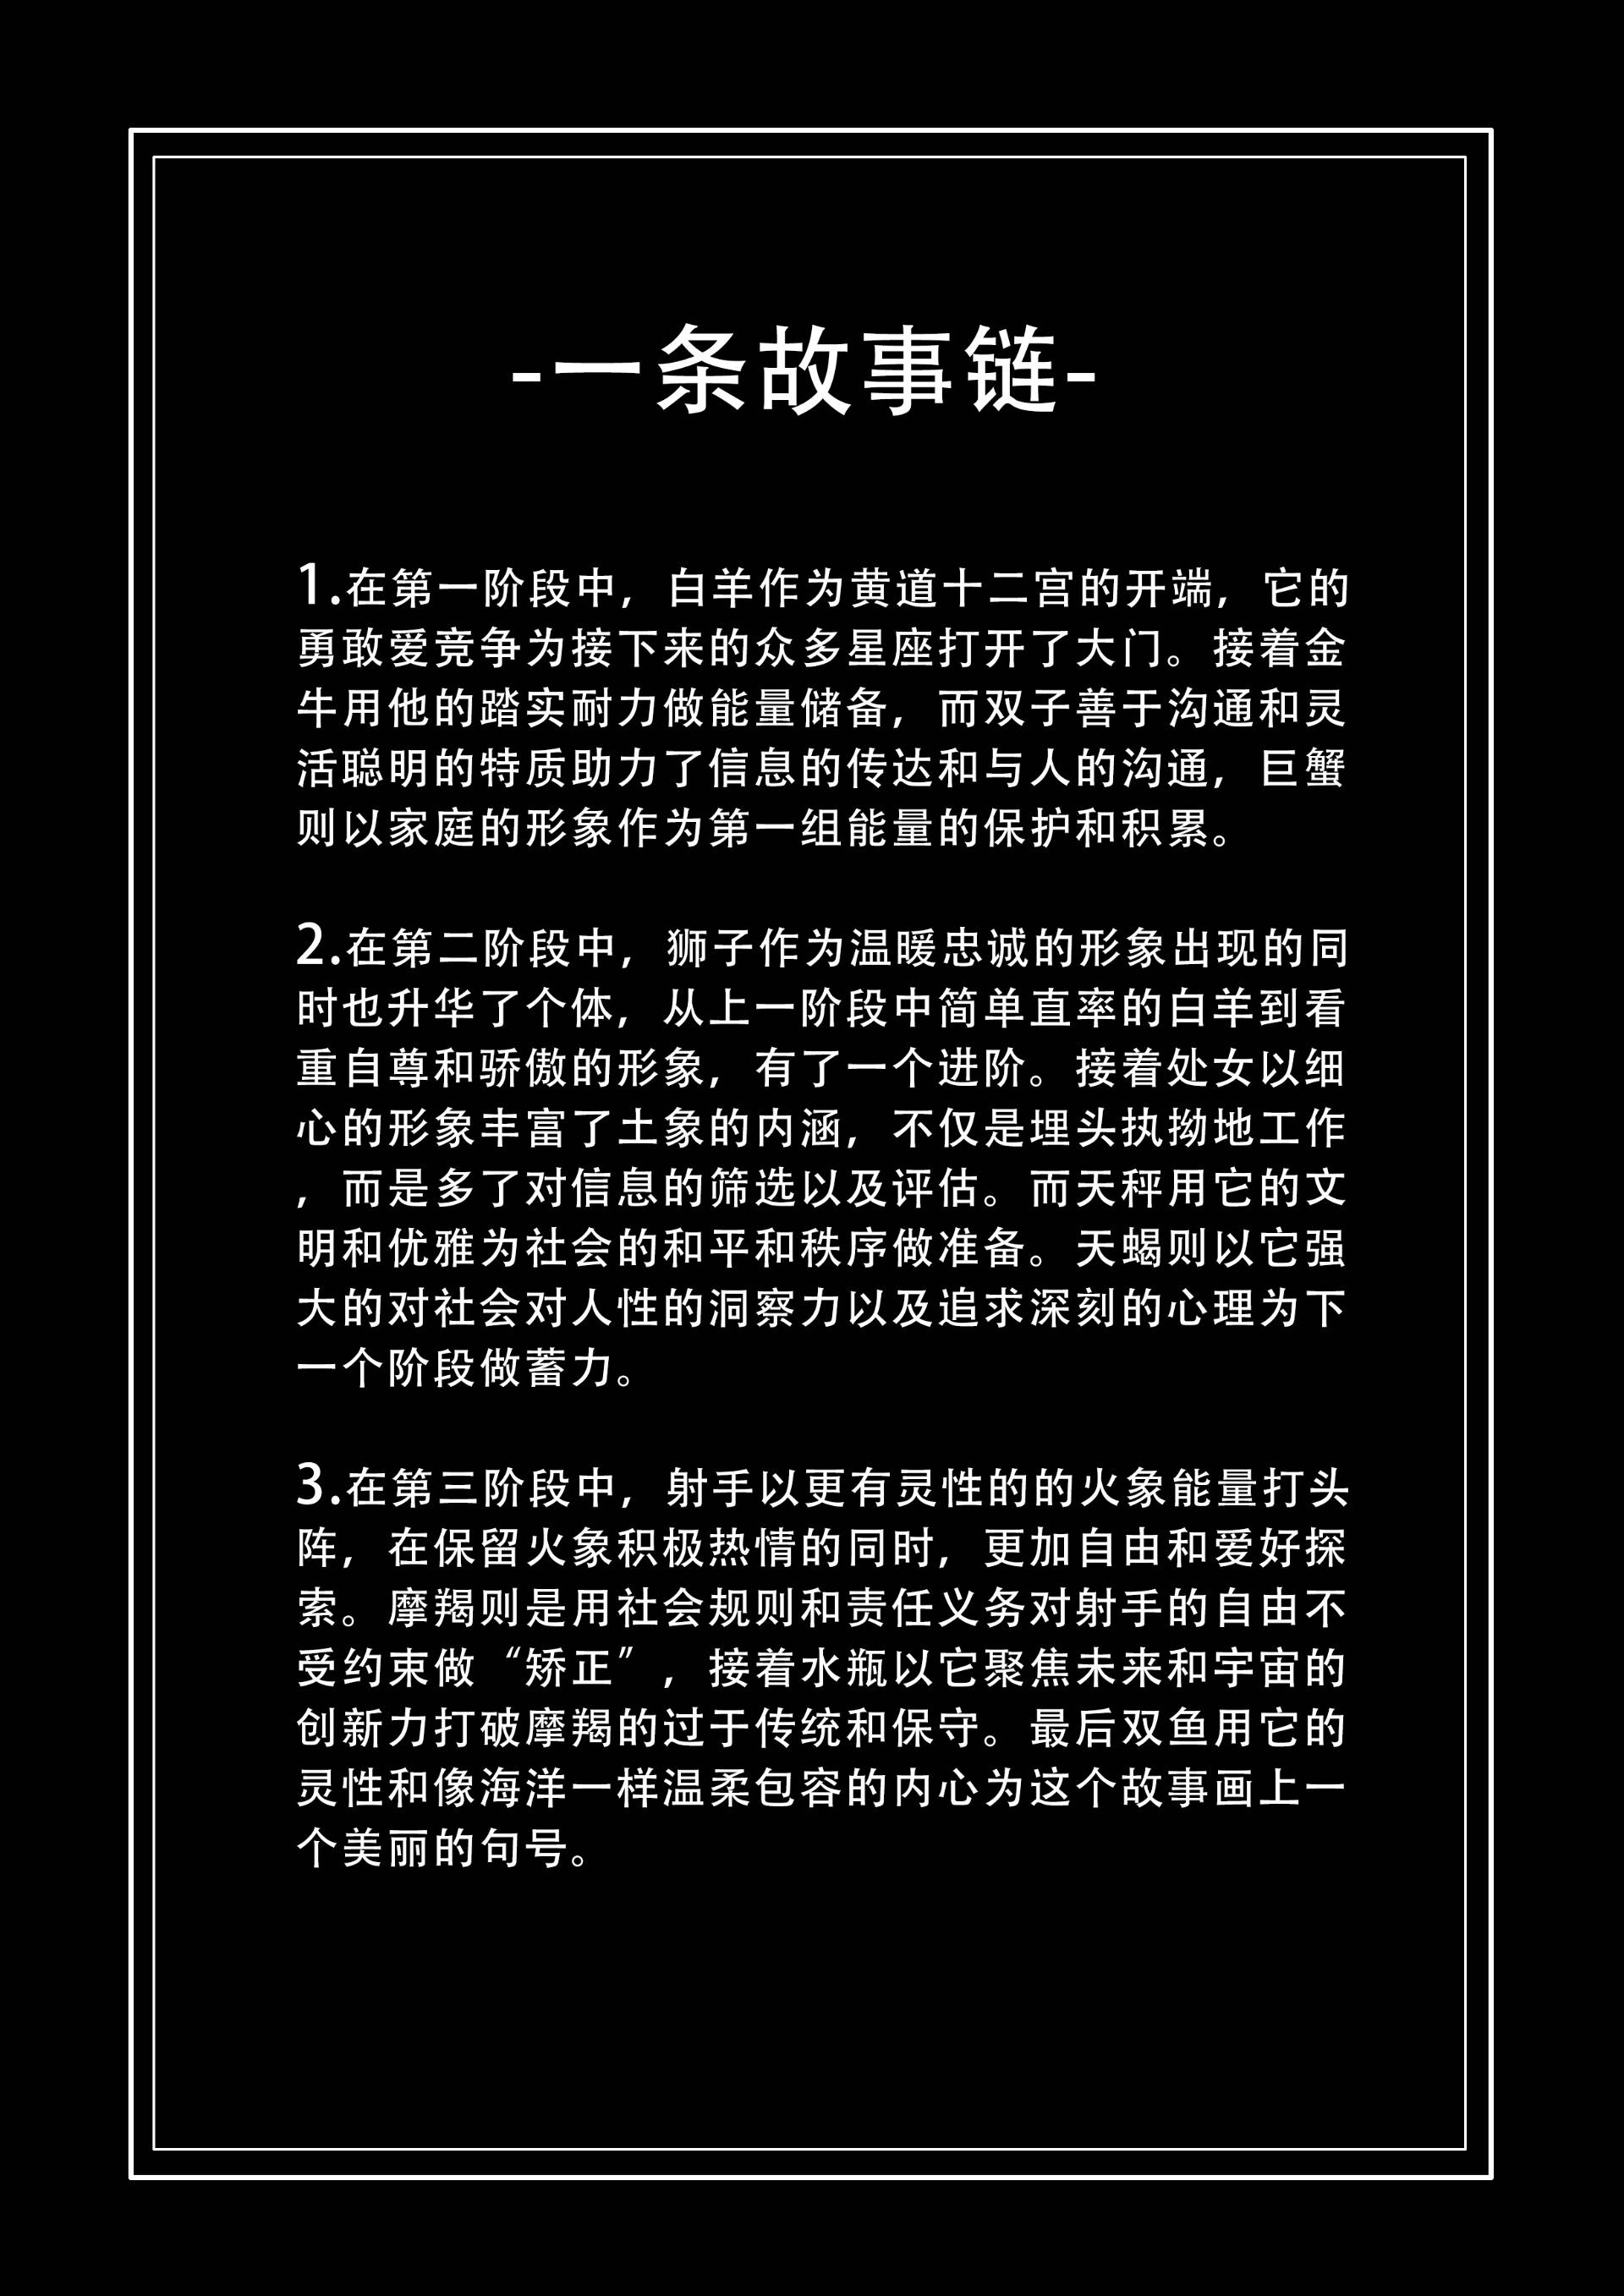 -一条故事链-
1.在第一阶段中，白羊作为黄道十二宫的开端，它的
勇敢爱竞争为接下来的众多星座打开了大门。接着金
牛用他的踏实耐力做能量储备，而双子善于沟通和灵
活聪明的特质助力了信息的传达和与人的沟通，巨蟹
则以家庭的形象作为第一组能量的保护和积累。
2.在第二阶段中，狮子作为温暖忠诚的形象出现的同
时也升华了个体，从上一阶段中简单直率的白羊到看
重自尊和骄傲的形象，有了一个进阶。接着处女以细
心的形象丰富了土象的内涵，不仅是埋头执拗地工作
，而是多了对信息的筛选以及评估。而天秤用它的文
明和优雅为社会的和平和秩序做准备。天蝎则以它强
大的对社会对人性的洞察力以及追求深刻的心理为下
一个阶段做蓄力。
3.在第三阶段中，射手以更有灵性的的火象能量打头
阵，在保留火象积极热情的同时，更加自由和爱好探
索。摩羯则是用社会规则和责任义务对射手的自由不
受约束做“矫正”，接着水瓶以它聚焦未来和宇宙的
创新力打破摩羯的过于传统和保守。最后双鱼用它的
灵性和像海洋一样温柔包容的内心为这个故事画上一
个美丽的句号。